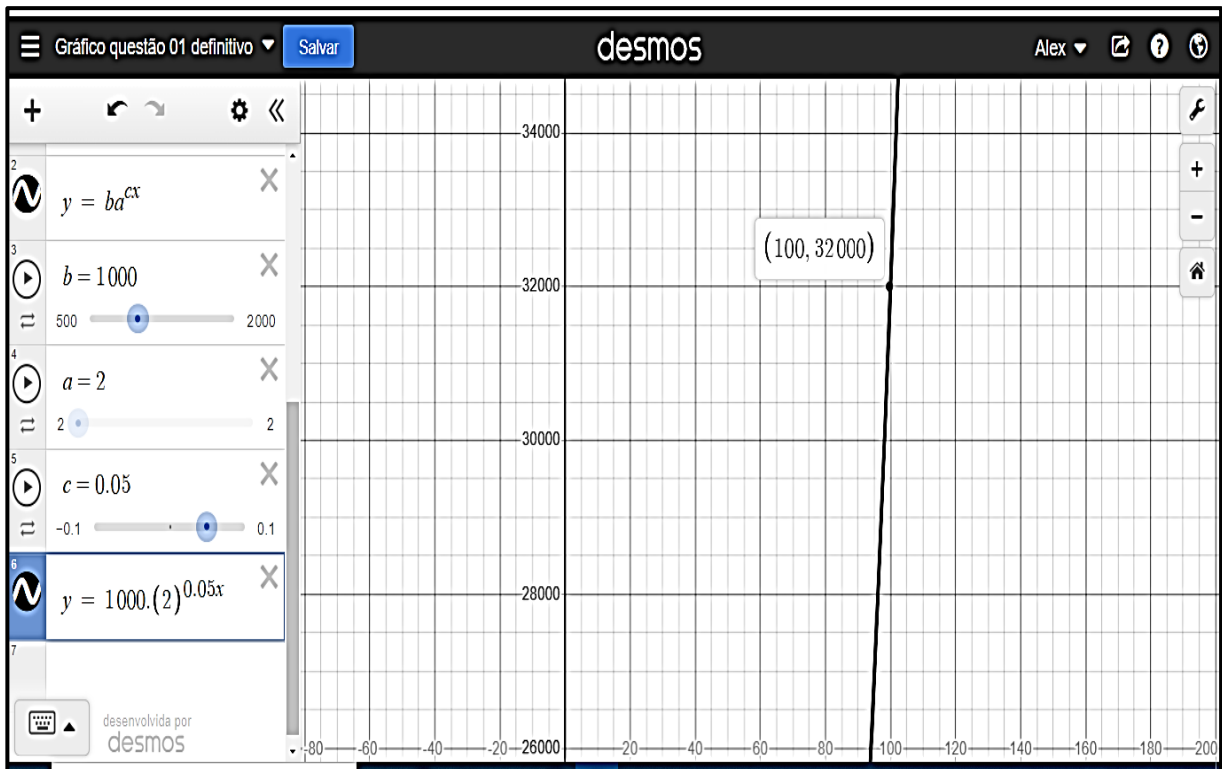 Gráfico questão 01 definitivo
Salvar
desmos
Alex
2
y = ba^{cx}
3
b = 1000
500 2000
4
a = 2
2 2
5
c = 0.05
-0.1 0.1
6
y = 1000.(2)^{0.05x}
7
desenvolvida por
desmos
34000
(100, 32000)
32000
30000
28000
26000
-80 -60 -40 -20 20 40 60 80 100 120 140 160 180 200